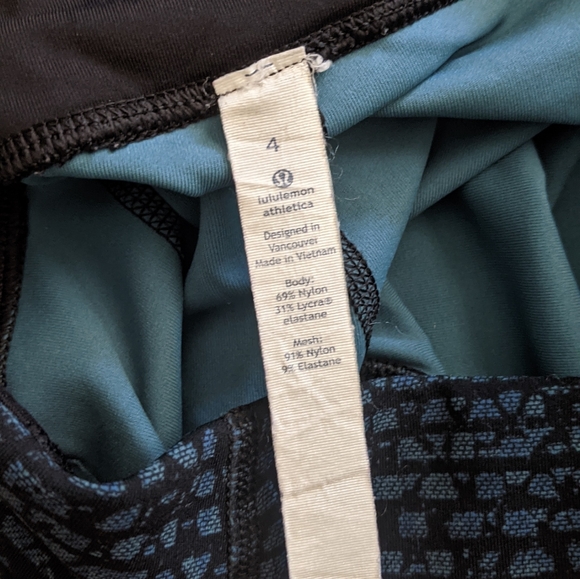 4
lululemon
athletica
Designed in
Vancouver
Made in Vietnam
Body:
69% Nylon
31% Lycra®
elastane
Mesh:
91% Nylon
9% Elastane